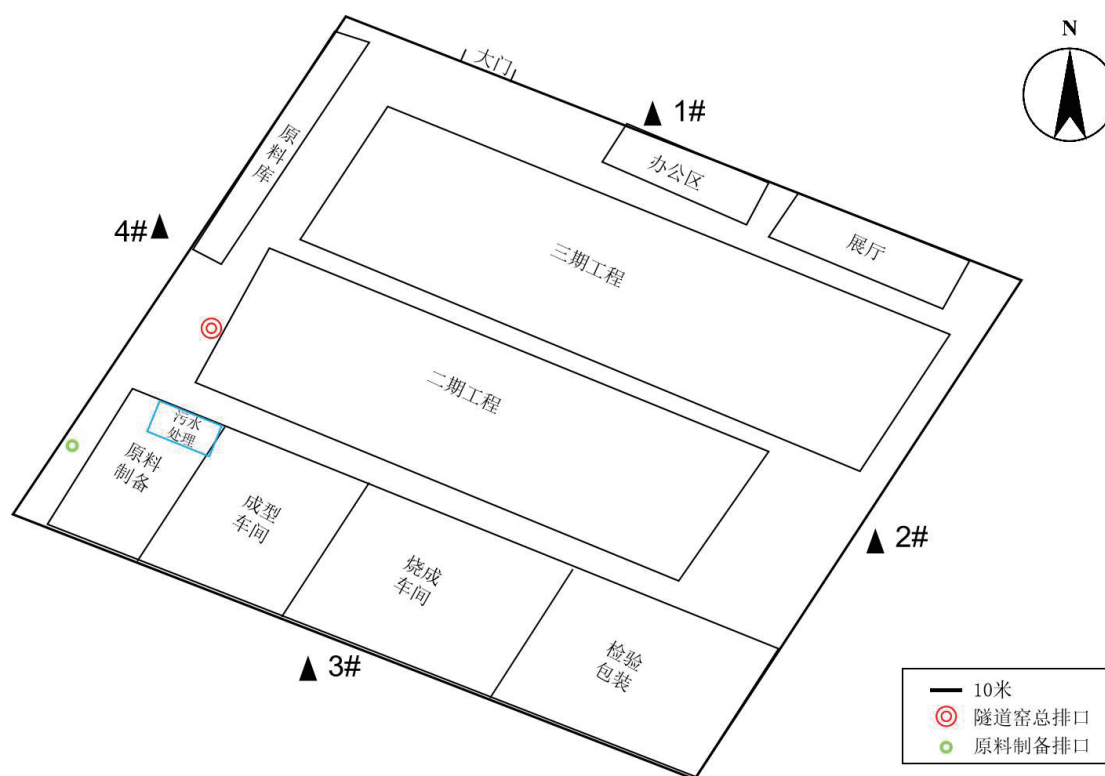 N
大门
1#
原
料
库
办公区
展厅
4#
三期工程
二期工程
污水
处理
原料
制备
成型
车间
2#
烧成
车间
检验
包装
3#
10米
隧道窑总排口
原料制备排口